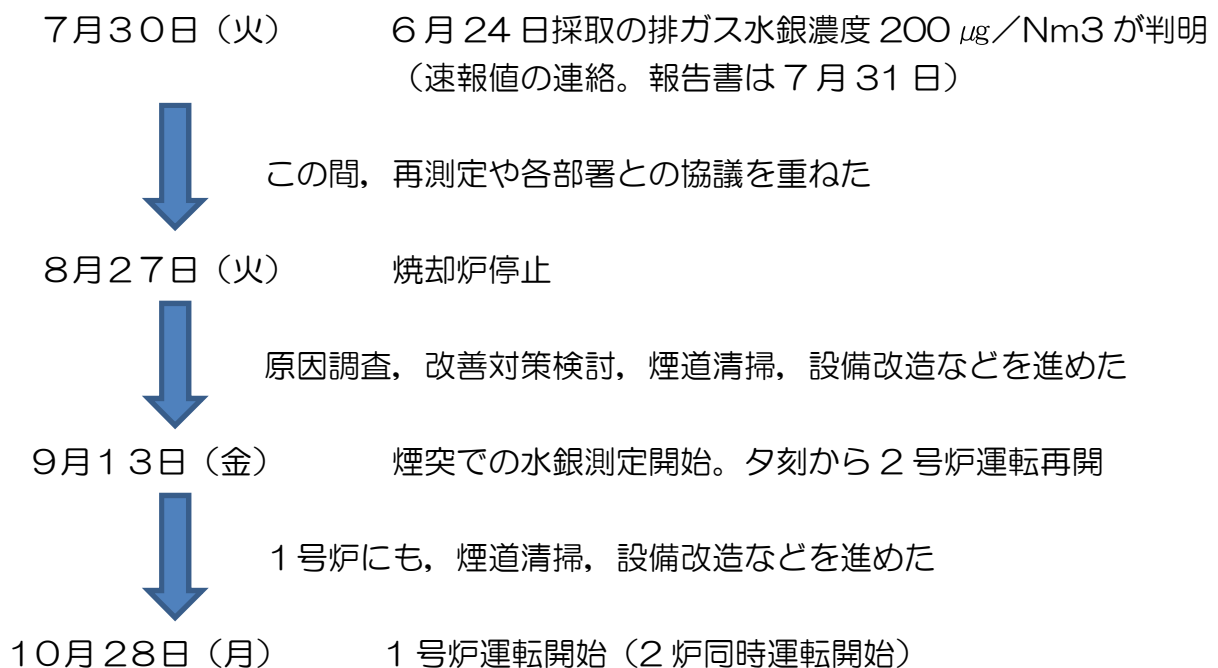 7月30日（火） 6月24日採取の排ガス水銀濃度200㎍／Nm3が判明
（速報値の連絡。報告書は7月31日）
この間，再測定や各部署との協議を重ねた
8月27日（火） 焼却炉停止
原因調査，改善対策検討，煙道清掃，設備改造などを進めた
9月13日（金） 煙突での水銀測定開始。夕刻から2号炉運転再開
1号炉にも，煙道清掃，設備改造などを進めた
10月28日（月） 1号炉運転開始（2炉同時運転開始）